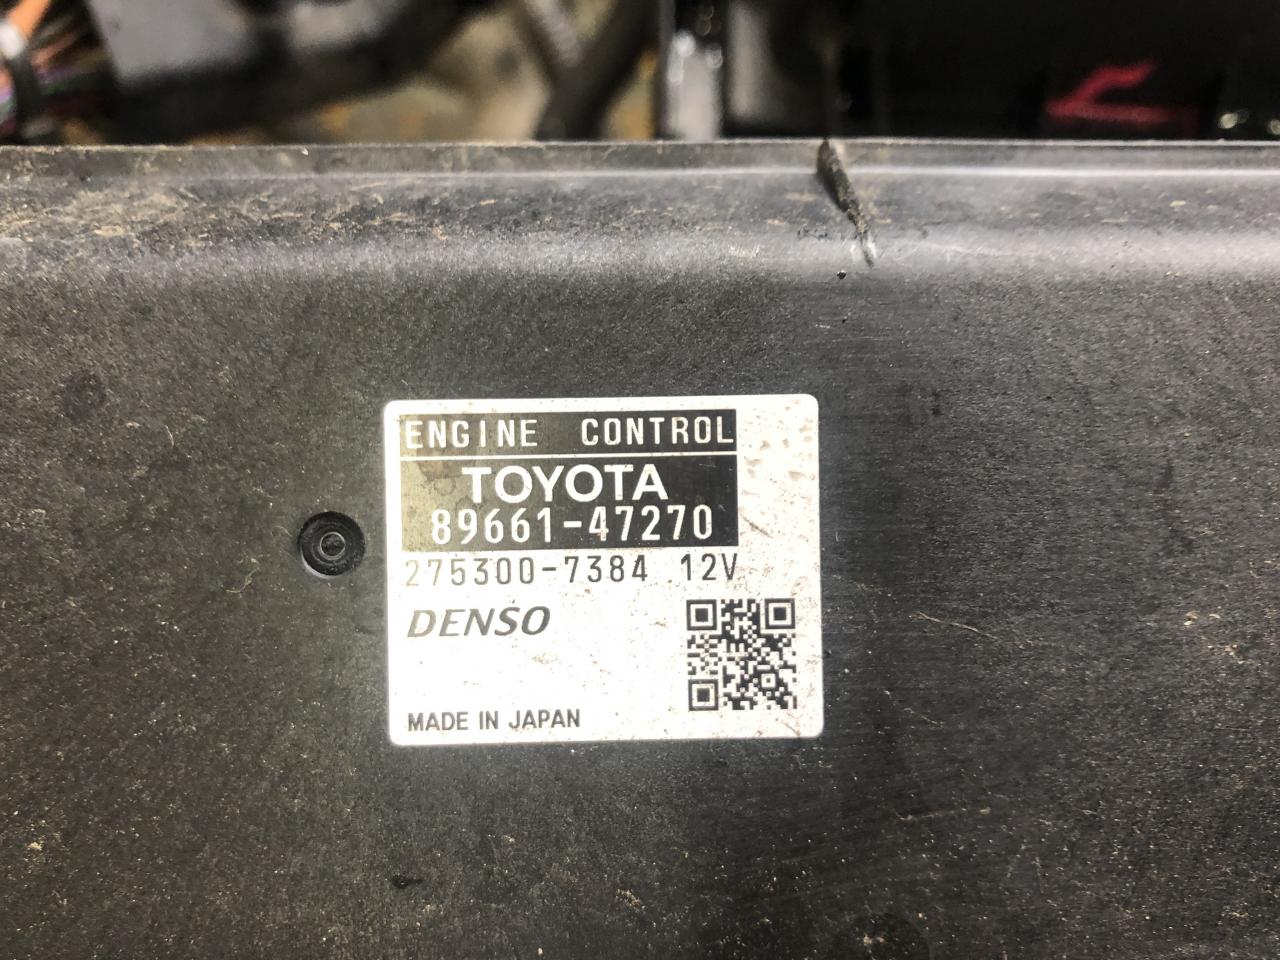 ENGINE CONTROL
TOYOTA
89661-47270
275300-7384 12V
DENSO
MADE IN JAPAN